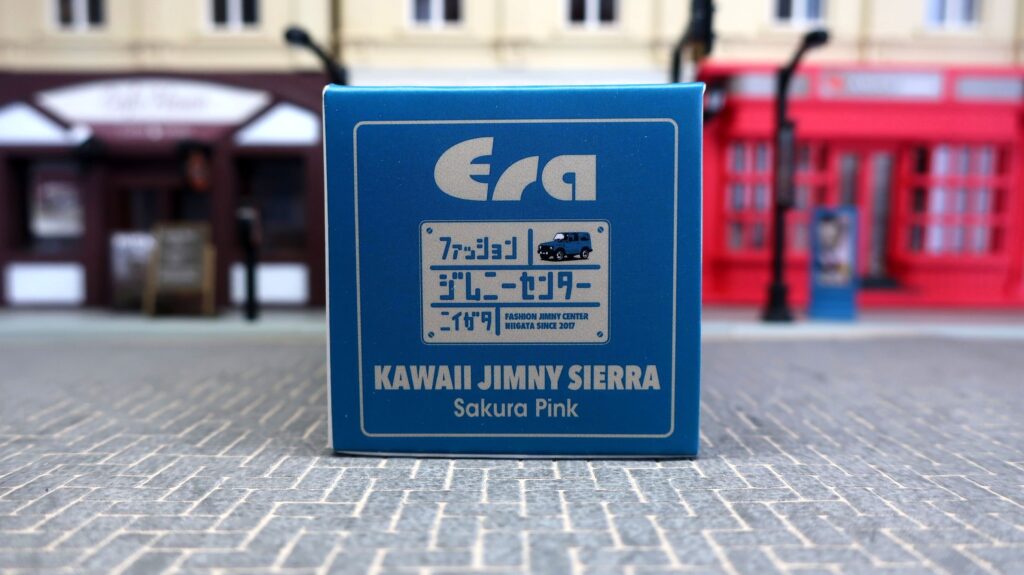 Era
ファッション
ジムニーセンター
ニイガタ
FASHION JIMNY CENTER
NIIGATA SINCE 2017
KAWAII JIMNY SIERRA
Sakura Pink